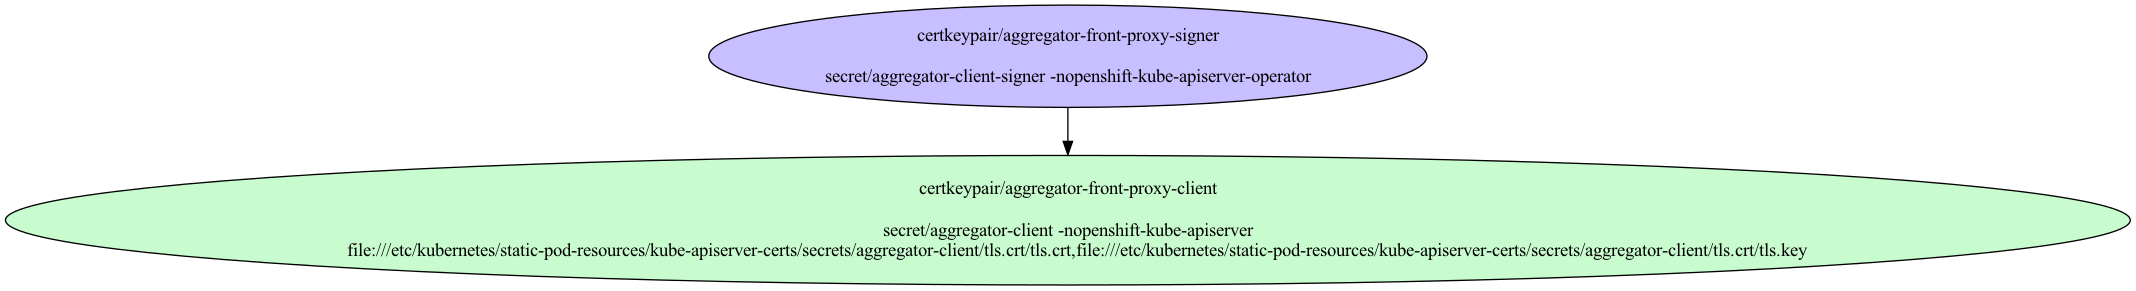 certkeypair/aggregator-front-proxy-signer
secret/aggregator-client-signer -nopenshift-kube-apiserver-operator
certkeypair/aggregator-front-proxy-client
secret/aggregator-client -nopenshift-kube-apiserver
file:///etc/kubernetes/static-pod-resources/kube-apiserver-certs/secrets/aggregator-client/tls.crt/tls.crt,file:///etc/kubernetes/static-pod-resources/kube-apiserver-certs/secrets/aggregator-client/tls.crt/tls.key